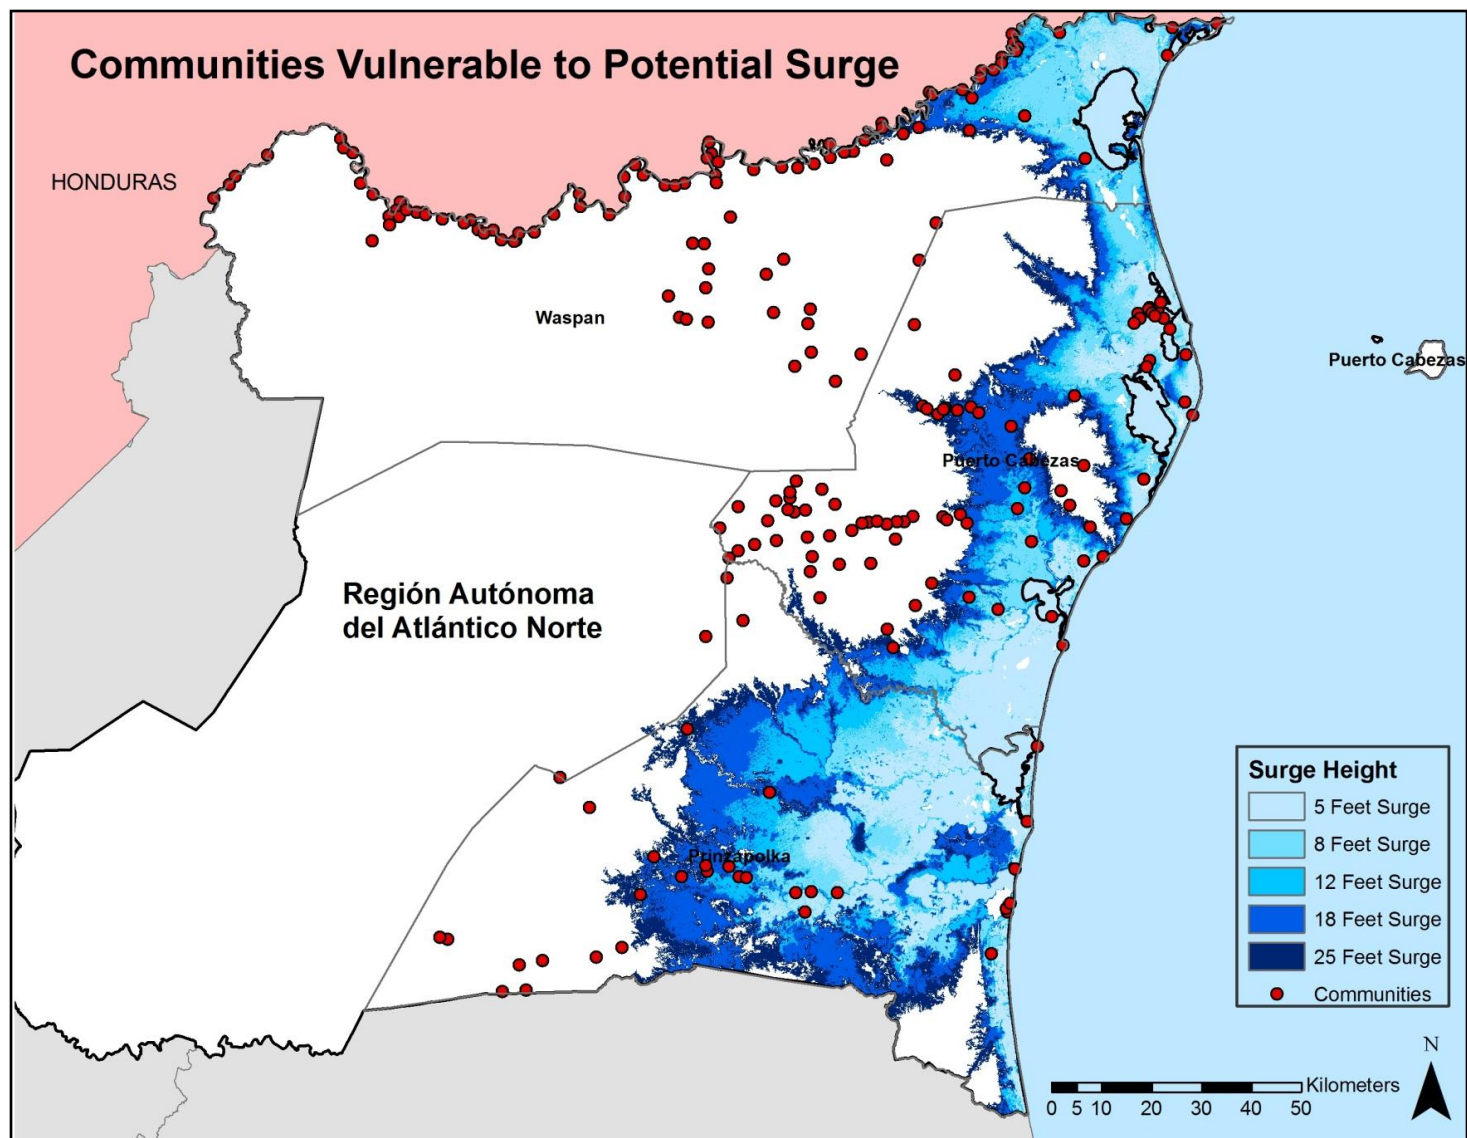 Communities Vulnerable to Potential Surge
HONDURAS
Waspan
Puerto Cabezas
Puerto Cabezas
Región Autónoma
del Atlántico Norte
Prinzapolka
Surge Height
5 Feet Surge
8 Feet Surge
12 Feet Surge
18 Feet Surge
25 Feet Surge
Communities
N
Kilometers
0 5 10 20 30 40 50